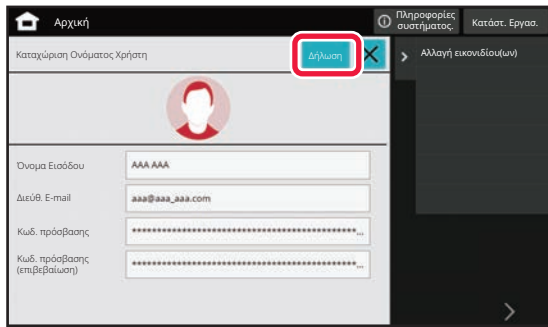 Αρχική
Πληροφορίες
συστήματος.
Κατάστ. Εργασ.
Καταχώριση Ονόματος Χρήστη
Δήλωση
Αλλαγή εικονιδίου(ων)
Όνομα Εισόδου
AAA AAA
Διεύθ. E-mail
aaa@aaa_aaa.com
Κωδ. πρόσβασης
************************************************...
Κωδ. πρόσβασης
(επιβεβαίωση)
************************************************...